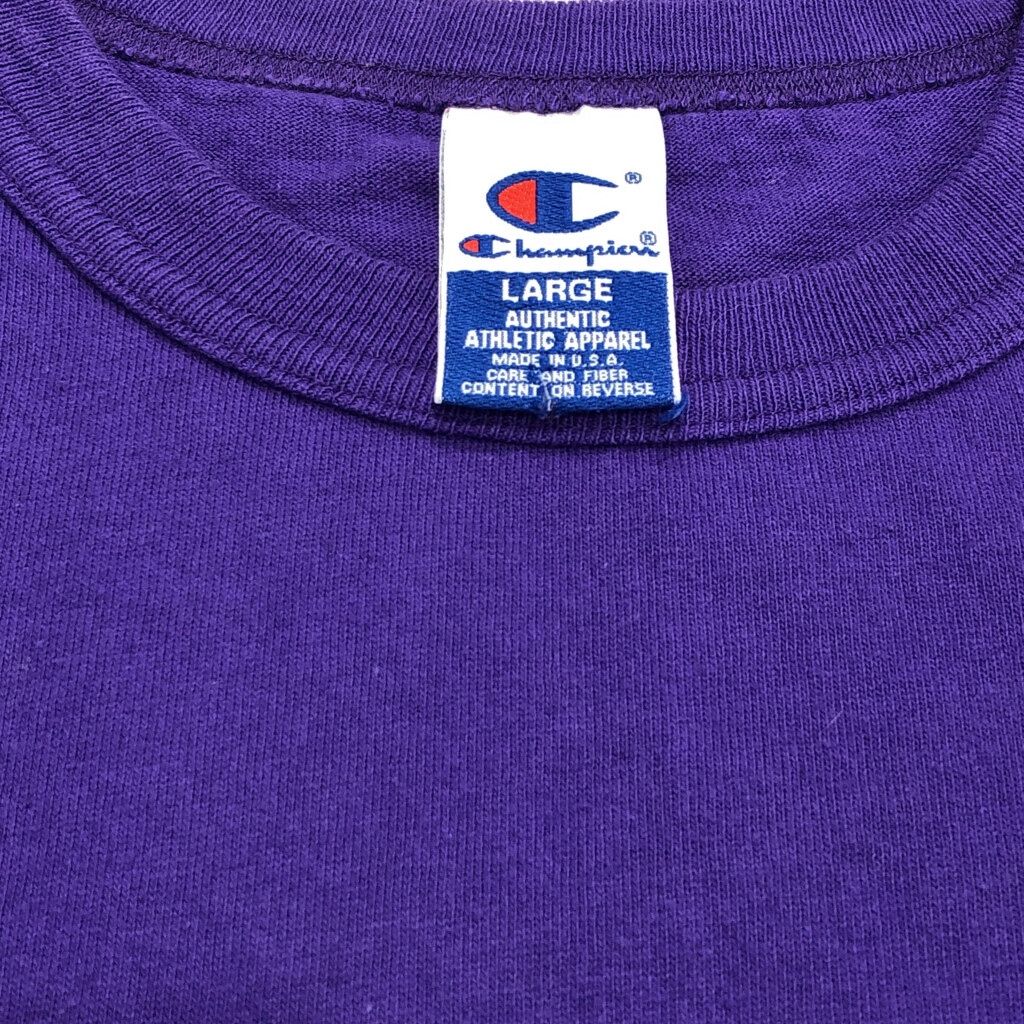 ®
Champion®
LARGE
AUTHENTIC
ATHLETIC APPAREL
MADE IN U.S.A.
CARE AND FIBER
CONTENT ON REVERSE